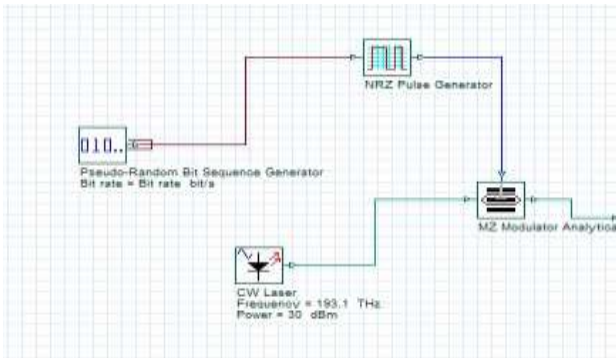 NRZ Pulse Generator
010..
Pseudo-Random Bit Sequence Generator
Bit rate = Bit rate bit/s
MZ Modulator Analytica
CW Laser
Frequency = 193.1 THz
Power = 30 dBm